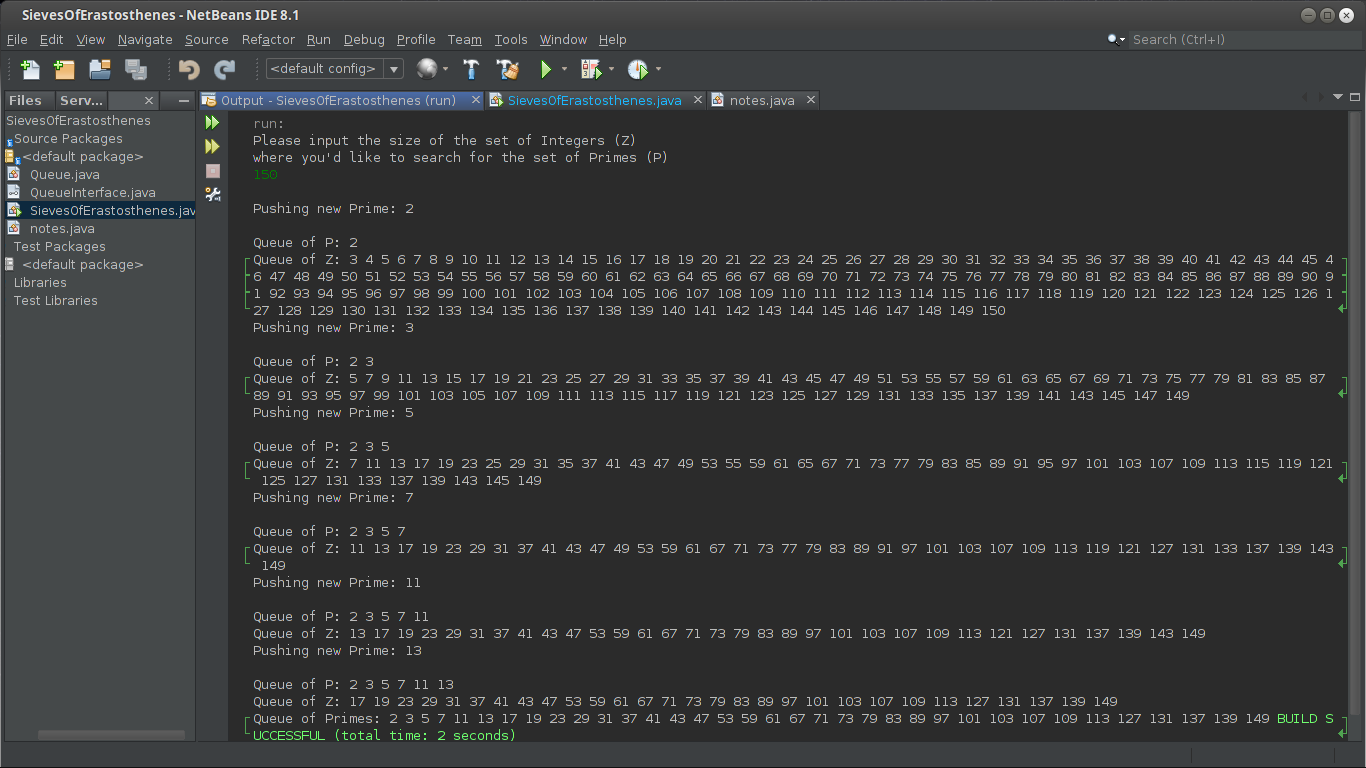 SievesOfErastosthenes - NetBeans IDE 8.1
File Edit View Navigate Source Refactor Run Debug Profile Team Tools Window Help
Search (Ctrl+I)
<default config>
Files Serv...
Output - SievesOfErastosthenes (run) SievesOfErastosthenes.java notes.java
SievesOfErastosthenes
Source Packages
<default package>
Queue.java
QueueInterface.java
SievesOfErastosthenes.jav
notes.java
Test Packages
<default package>
Libraries
Test Libraries
run:
Please input the size of the set of Integers (Z)
where you'd like to search for the set of Primes (P)
150
Pushing new Prime: 2
Queue of P: 2
Queue of Z: 3 4 5 6 7 8 9 10 11 12 13 14 15 16 17 18 19 20 21 22 23 24 25 26 27 28 29 30 31 32 33 34 35 36 37 38 39 40 41 42 43 44 45 4
6 47 48 49 50 51 52 53 54 55 56 57 58 59 60 61 62 63 64 65 66 67 68 69 70 71 72 73 74 75 76 77 78 79 80 81 82 83 84 85 86 87 88 89 90 9
1 92 93 94 95 96 97 98 99 100 101 102 103 104 105 106 107 108 109 110 111 112 113 114 115 116 117 118 119 120 121 122 123 124 125 126 1
27 128 129 130 131 132 133 134 135 136 137 138 139 140 141 142 143 144 145 146 147 148 149 150
Pushing new Prime: 3
Queue of P: 2 3
Queue of Z: 5 7 9 11 13 15 17 19 21 23 25 27 29 31 33 35 37 39 41 43 45 47 49 51 53 55 57 59 61 63 65 67 69 71 73 75 77 79 81 83 85 87
89 91 93 95 97 99 101 103 105 107 109 111 113 115 117 119 121 123 125 127 129 131 133 135 137 139 141 143 145 147 149
Pushing new Prime: 5
Queue of P: 2 3 5
Queue of Z: 7 11 13 17 19 23 25 29 31 35 37 41 43 47 49 53 55 59 61 65 67 71 73 77 79 83 85 89 91 95 97 101 103 107 109 113 115 119 121
125 127 131 133 137 139 143 145 149
Pushing new Prime: 7
Queue of P: 2 3 5 7
Queue of Z: 11 13 17 19 23 29 31 37 41 43 47 49 53 59 61 67 71 73 77 79 83 89 91 97 101 103 107 109 113 119 121 127 131 133 137 139 143
149
Pushing new Prime: 11
Queue of P: 2 3 5 7 11
Queue of Z: 13 17 19 23 29 31 37 41 43 47 53 59 61 67 71 73 79 83 89 97 101 103 107 109 113 121 127 131 137 139 143 149
Pushing new Prime: 13
Queue of P: 2 3 5 7 11 13
Queue of Z: 17 19 23 29 31 37 41 43 47 53 59 61 67 71 73 79 83 89 97 101 103 107 109 113 127 131 137 139 149
Queue of Primes: 2 3 5 7 11 13 17 19 23 29 31 37 41 43 47 53 59 61 67 71 73 79 83 89 97 101 103 107 109 113 127 131 137 139 149 BUILD S
UCCESSFUL (total time: 2 seconds)